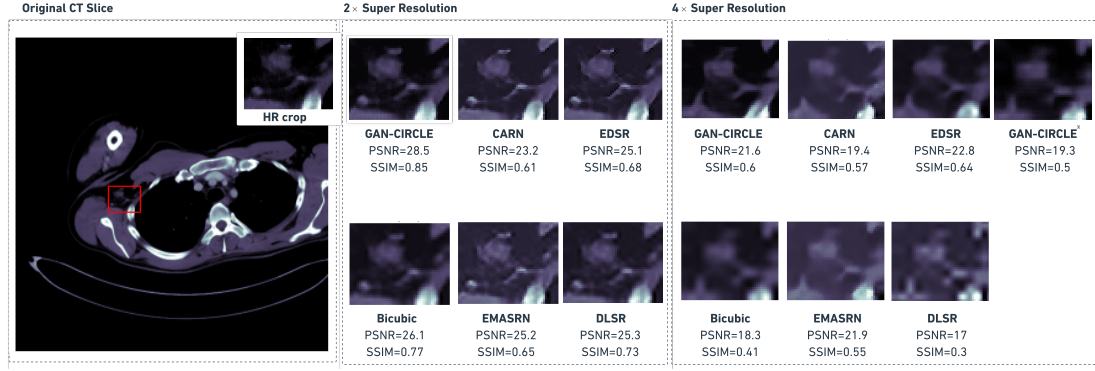 Original CT Slice
2× Super Resolution
4× Super Resolution
HR crop
GAN-CIRCLE
PSNR=28.5
SSIM=0.85
CARN
PSNR=23.2
SSIM=0.61
EDSR
PSNR=25.1
SSIM=0.68
GAN-CIRCLE
PSNR=21.6
SSIM=0.6
CARN
PSNR=19.4
SSIM=0.57
EDSR
PSNR=22.8
SSIM=0.64
GAN-CIRCLE
PSNR=19.3
SSIM=0.5
Bicubic
PSNR=26.1
SSIM=0.77
EMASRN
PSNR=25.2
SSIM=0.65
DLSR
PSNR=25.3
SSIM=0.73
Bicubic
PSNR=18.3
SSIM=0.41
EMASRN
PSNR=21.9
SSIM=0.55
DLSR
PSNR=17
SSIM=0.3